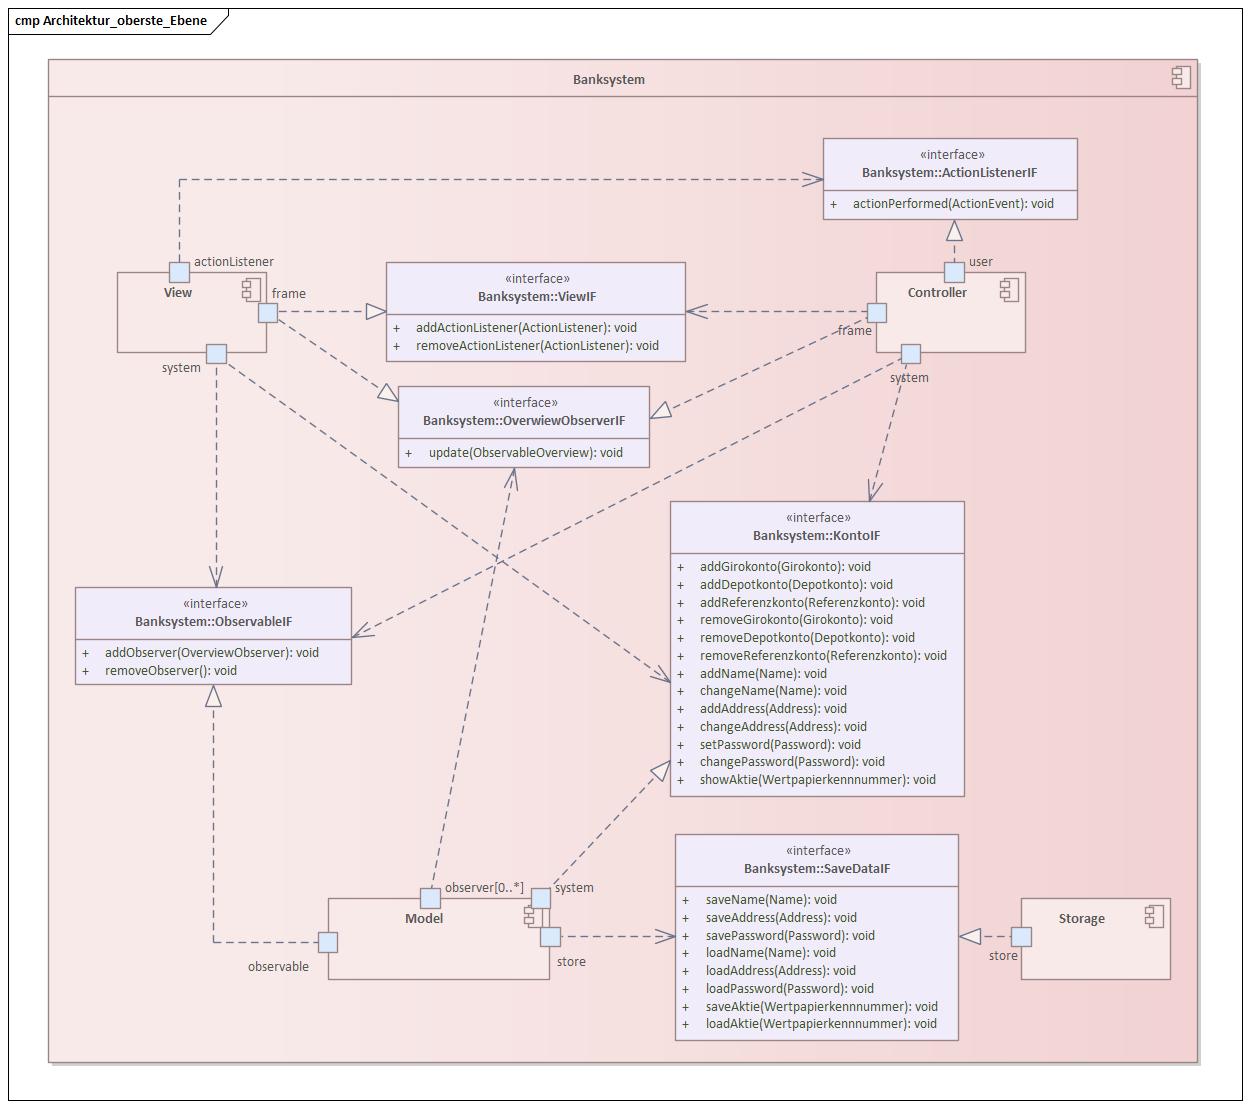 cmp Architektur_oberste_Ebene
Banksystem
«interface»
Banksystem::ActionListenerIF
+ actionPerformed(ActionEvent): void
actionListener
View
frame
system
«interface»
Banksystem::ViewIF
+ addActionListener(ActionListener): void
+ removeActionListener(ActionListener): void
user
Controller
frame
system
«interface»
Banksystem::OverwiewObserverIF
+ update(ObservableOverview): void
«interface»
Banksystem::KontoIF
+ addGirokonto(Girokonto): void
+ addDepotkonto(Depotkonto): void
+ addReferenzkonto(Referenzkonto): void
+ removeGirokonto(Girokonto): void
+ removeDepotkonto(Depotkonto): void
+ removeReferenzkonto(Referenzkonto): void
+ addName(Name): void
+ changeName(Name): void
+ addAddress(Address): void
+ changeAddress(Address): void
+ setPassword(Password): void
+ changePassword(Password): void
+ showAktie(Wertpapierkennnummer): void
«interface»
Banksystem::ObservableIF
+ addObserver(OverviewObserver): void
+ removeObserver(): void
observer[0..*]
system
Model
observable
store
«interface»
Banksystem::SaveDataIF
+ saveName(Name): void
+ saveAddress(Address): void
+ savePassword(Password): void
+ loadName(Name): void
+ loadAddress(Address): void
+ loadPassword(Password): void
+ saveAktie(Wertpapierkennnummer): void
+ loadAktie(Wertpapierkennnummer): void
Storage
store